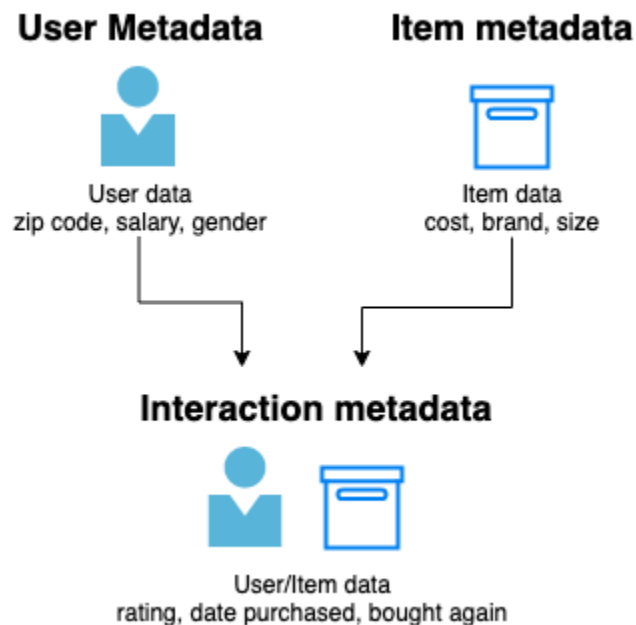 User Metadata
Item metadata
User data
zip code, salary, gender
Item data
cost, brand, size
Interaction metadata
User/Item data
rating, date purchased, bought again